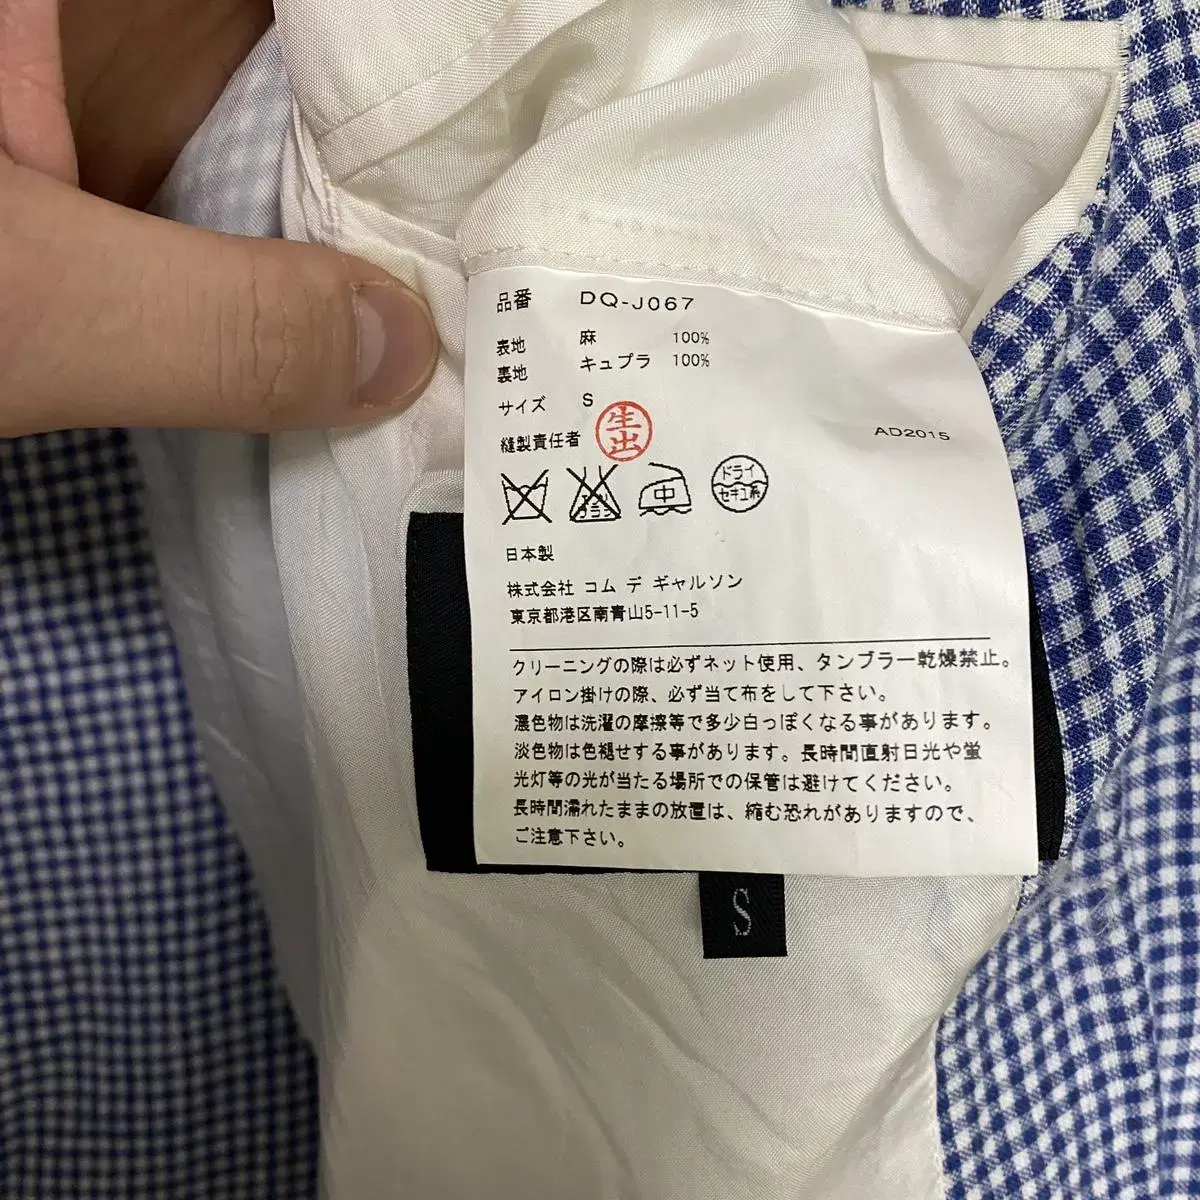 品番 DQ-J067
表地 麻 100%
裏地 キュプラ 100%
サイズ S
縫製責任者 生出
AD2015
中
ドライ
セキユ系
日本製
株式会社 コム デ ギャルソン
東京都港区南青山5-11-5
クリーニングの際は必ずネット使用、タンブラー乾燥禁止。
アイロン掛けの際、必ず当て布をして下さい。
濃色物は洗濯の摩擦等で多少白っぽくなる事があります。
淡色物は色褪せする事があります。長時間直射日光や蛍
光灯等の光が当たる場所での保管は避けてください。
長時間濡れたままの放置は、縮む恐れがありますので、
ご注意下さい。
S